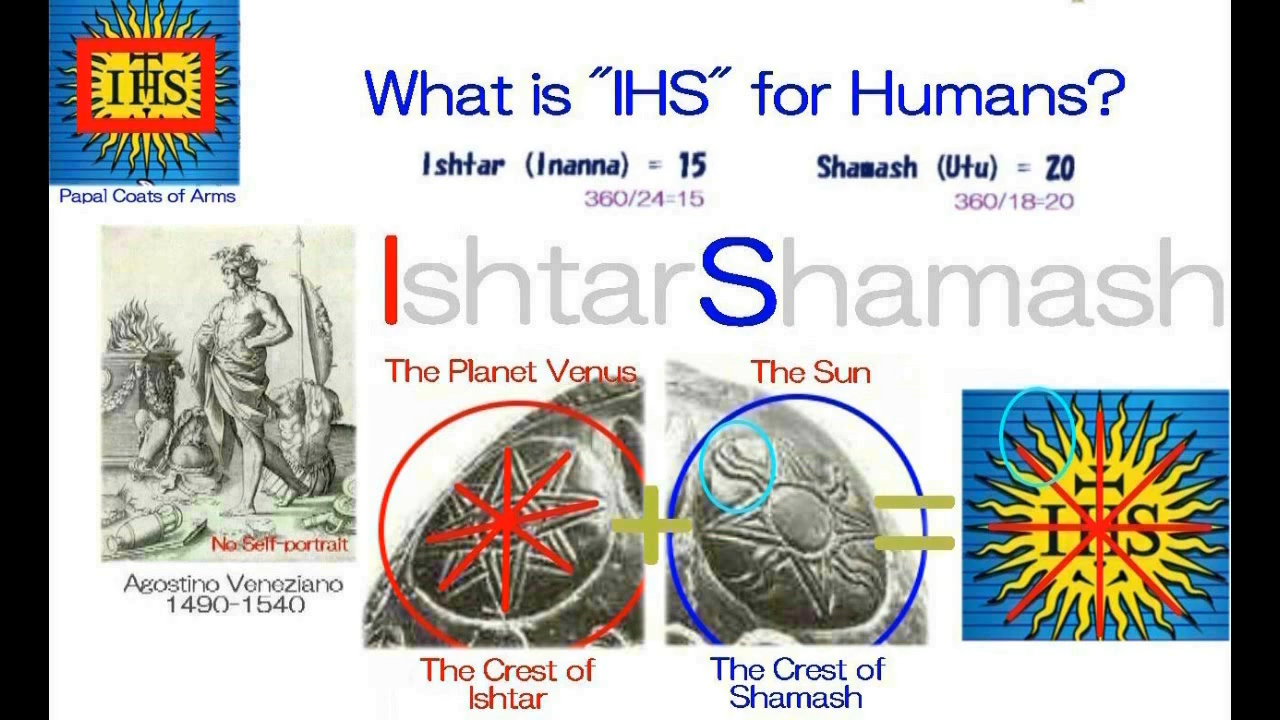 IHS
What is "IHS" for Humans?
Ishtar (Inanna) = 15
Shamash (Utu) = 20
360/24=15
360/18=20
Papal Coats of Arms
IshtarShamash
The Planet Venus
The Sun
No Self-portrait
Agostino Veneziano
1490-1540
+
=
IHS
The Crest of
Ishtar
The Crest of
Shamash